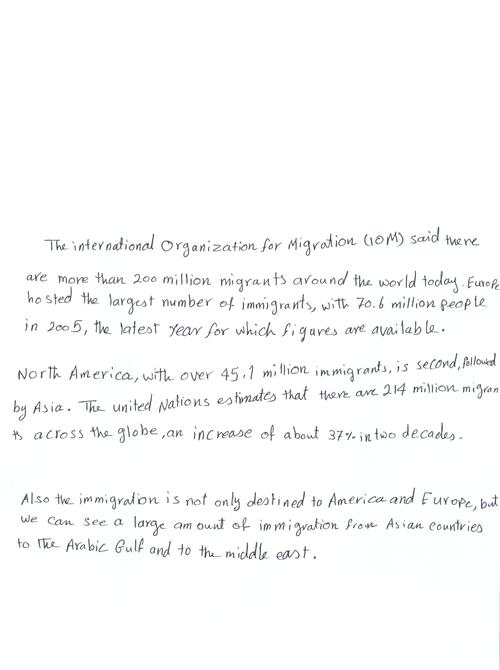 The international Organization for Migration (IOM) said there
are more than 200 million migrants around the world today. Europe
hosted the largest number of immigrants, with 70.6 million people
in 2005, the latest year for which figures are available.
North America, with over 45.1 million immigrants, is second, followed
by Asia. The united Nations estimates that there are 214 million migran
ts across the globe, an increase of about 37% in two decades.
Also the immigration is not only destined to America and Europe, but
we can see a large amount of immigration from Asian countries
to The Arabic Gulf and to the middle east.